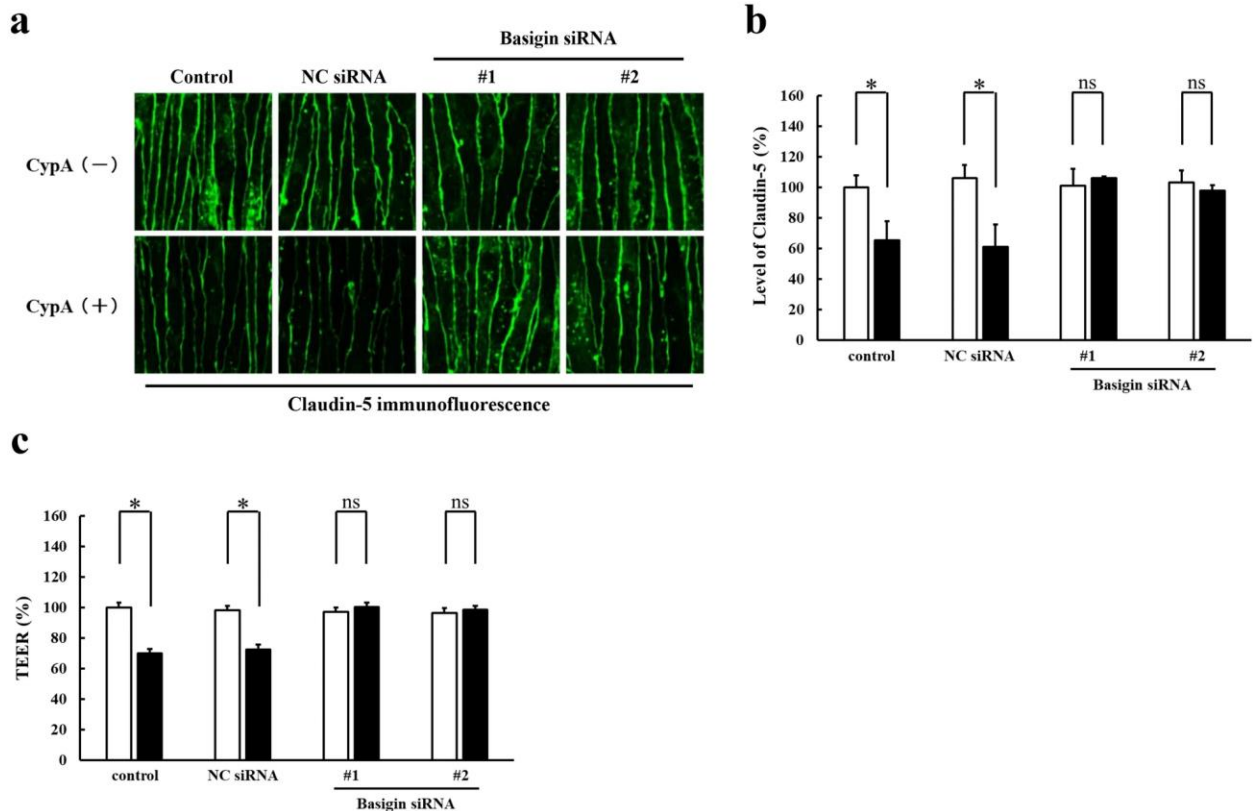 a
Basigin siRNA
Control NC siRNA #1 #2
CypA (−)
CypA (+)
Claudin-5 immunofluorescence
b
* * ns ns
160
140
120
100
80
60
40
20
0
Level of Claudin-5 (%)
control NC siRNA #1 #2
Basigin siRNA
c
* * ns ns
160
140
120
100
80
60
40
20
0
TEER (%)
control NC siRNA #1 #2
Basigin siRNA